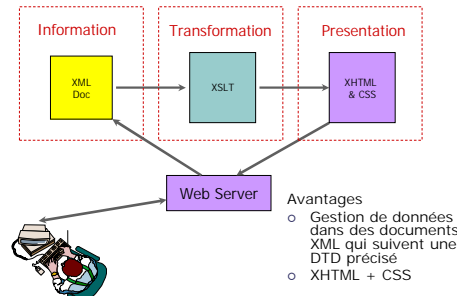 Information
Transformation
Presentation
XML
Doc
XSLT
XHTML
& CSS
Web Server
Avantages
o Gestion de données
dans des documents
XML qui suivent une
DTD précisé
o XHTML + CSS